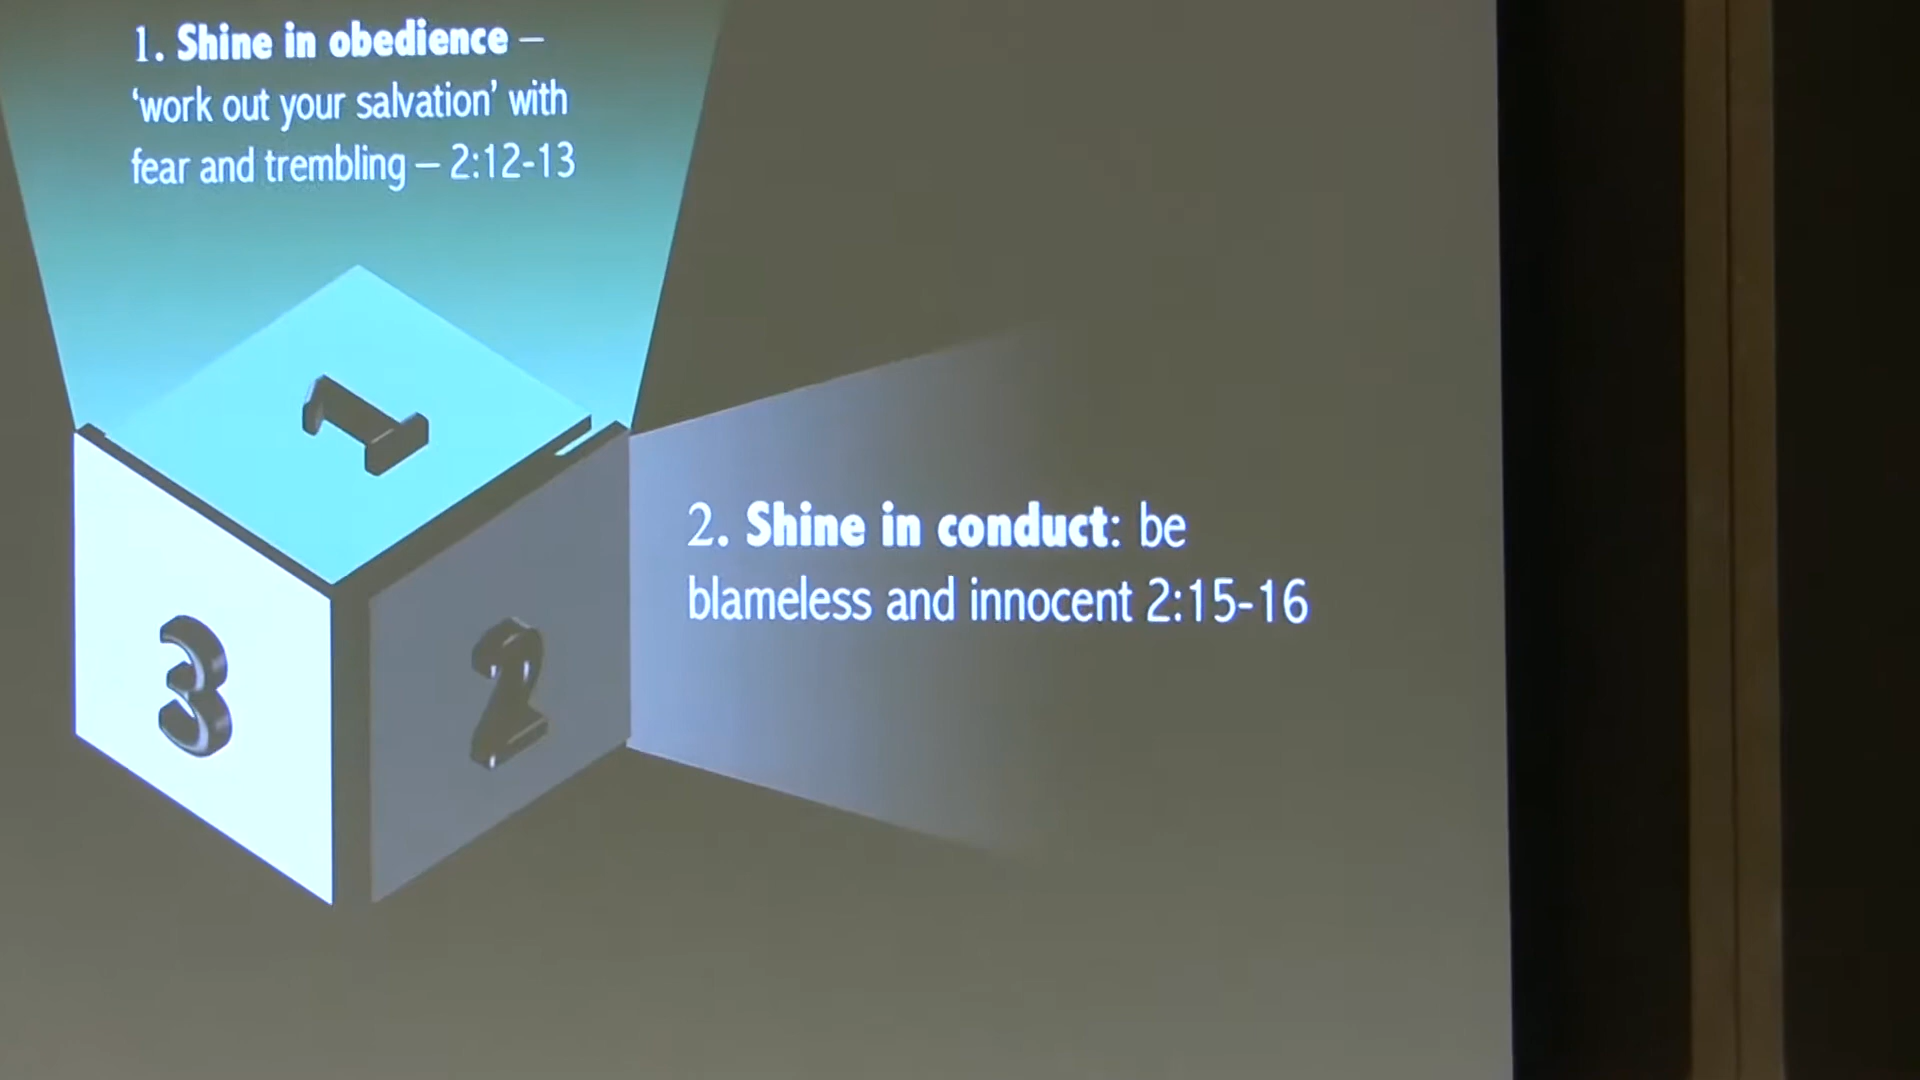 1. Shine in obedience –
‘work out your salvation’ with
fear and trembling – 2:12-13
1
2. Shine in conduct: be
blameless and innocent 2:15-16
3
2